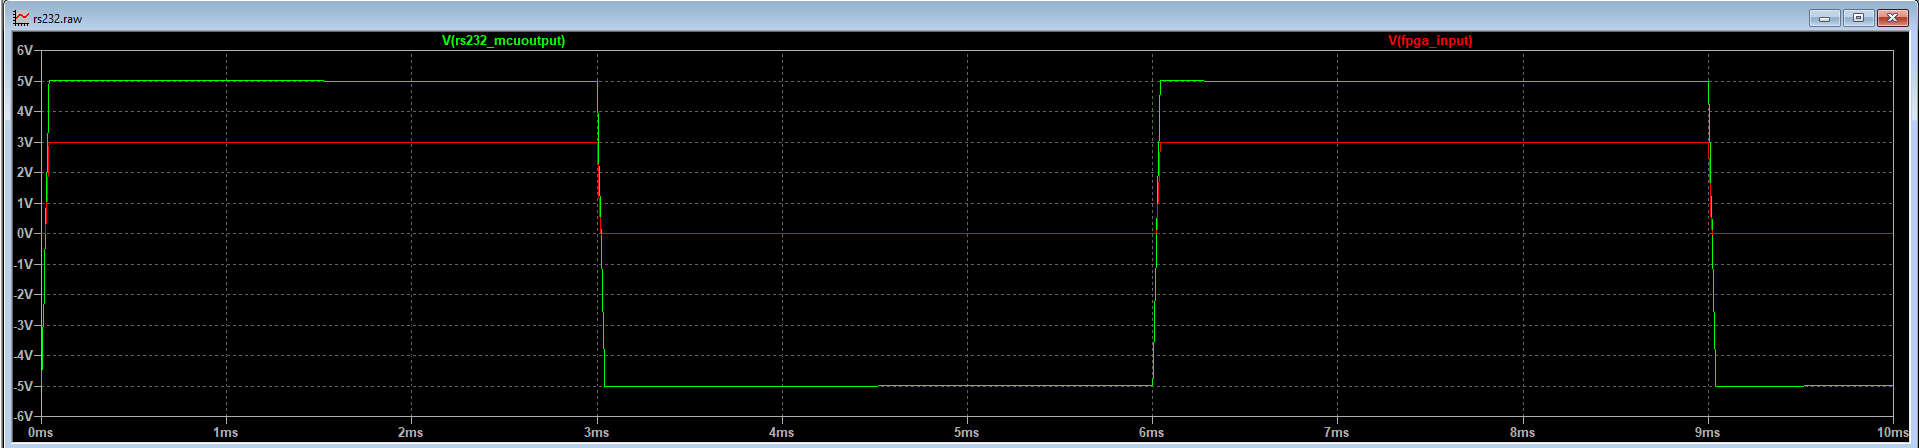 rs232.raw
V(rs232_mcuoutput) V(fpga_input)
6V
5V
4V
3V
2V
1V
0V
-1V
-2V
-3V
-4V
-5V
-6V
0ms 1ms 2ms 3ms 4ms 5ms 6ms 7ms 8ms 9ms 10ms